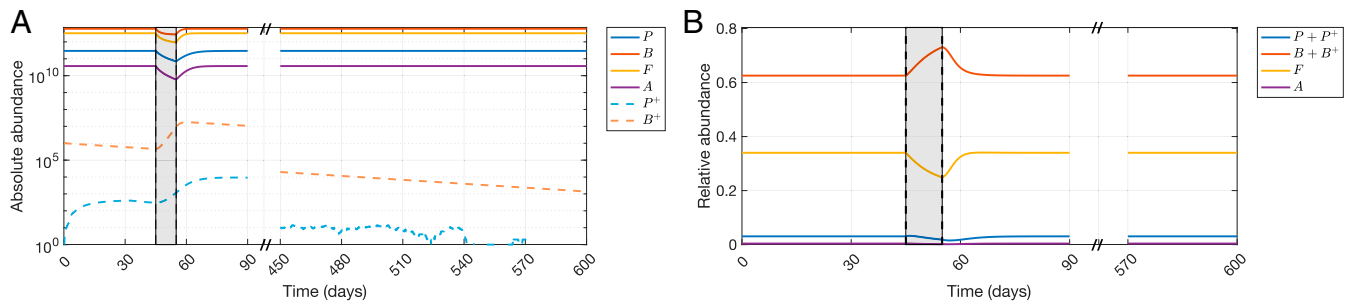 A
Absolute abundance
10^10
10^5
10^0
0
30
60
90
450
480
510
540
570
600
Time (days)
P
B
F
A
P^+
B^+
B
Relative abundance
0.8
0.6
0.4
0.2
0
0
30
60
90
570
600
Time (days)
P + P^+
B + B^+
F
A